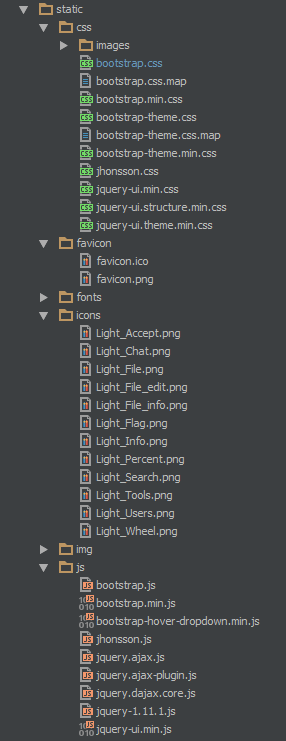 static
css
images
bootstrap.css
bootstrap.css.map
bootstrap.min.css
bootstrap-theme.css
bootstrap-theme.css.map
bootstrap-theme.min.css
jhonsson.css
jquery-ui.min.css
jquery-ui.structure.min.css
jquery-ui.theme.min.css
favicon
favicon.ico
favicon.png
fonts
icons
Light_Accept.png
Light_Chat.png
Light_File.png
Light_File_edit.png
Light_File_info.png
Light_Flag.png
Light_Info.png
Light_Percent.png
Light_Search.png
Light_Tools.png
Light_Users.png
Light_Wheel.png
img
js
bootstrap.js
bootstrap.min.js
bootstrap-hover-dropdown.min.js
jhonsson.js
jquery.ajax.js
jquery.ajax-plugin.js
jquery.dajax.core.js
jquery-1.11.1.js
jquery-ui.min.js